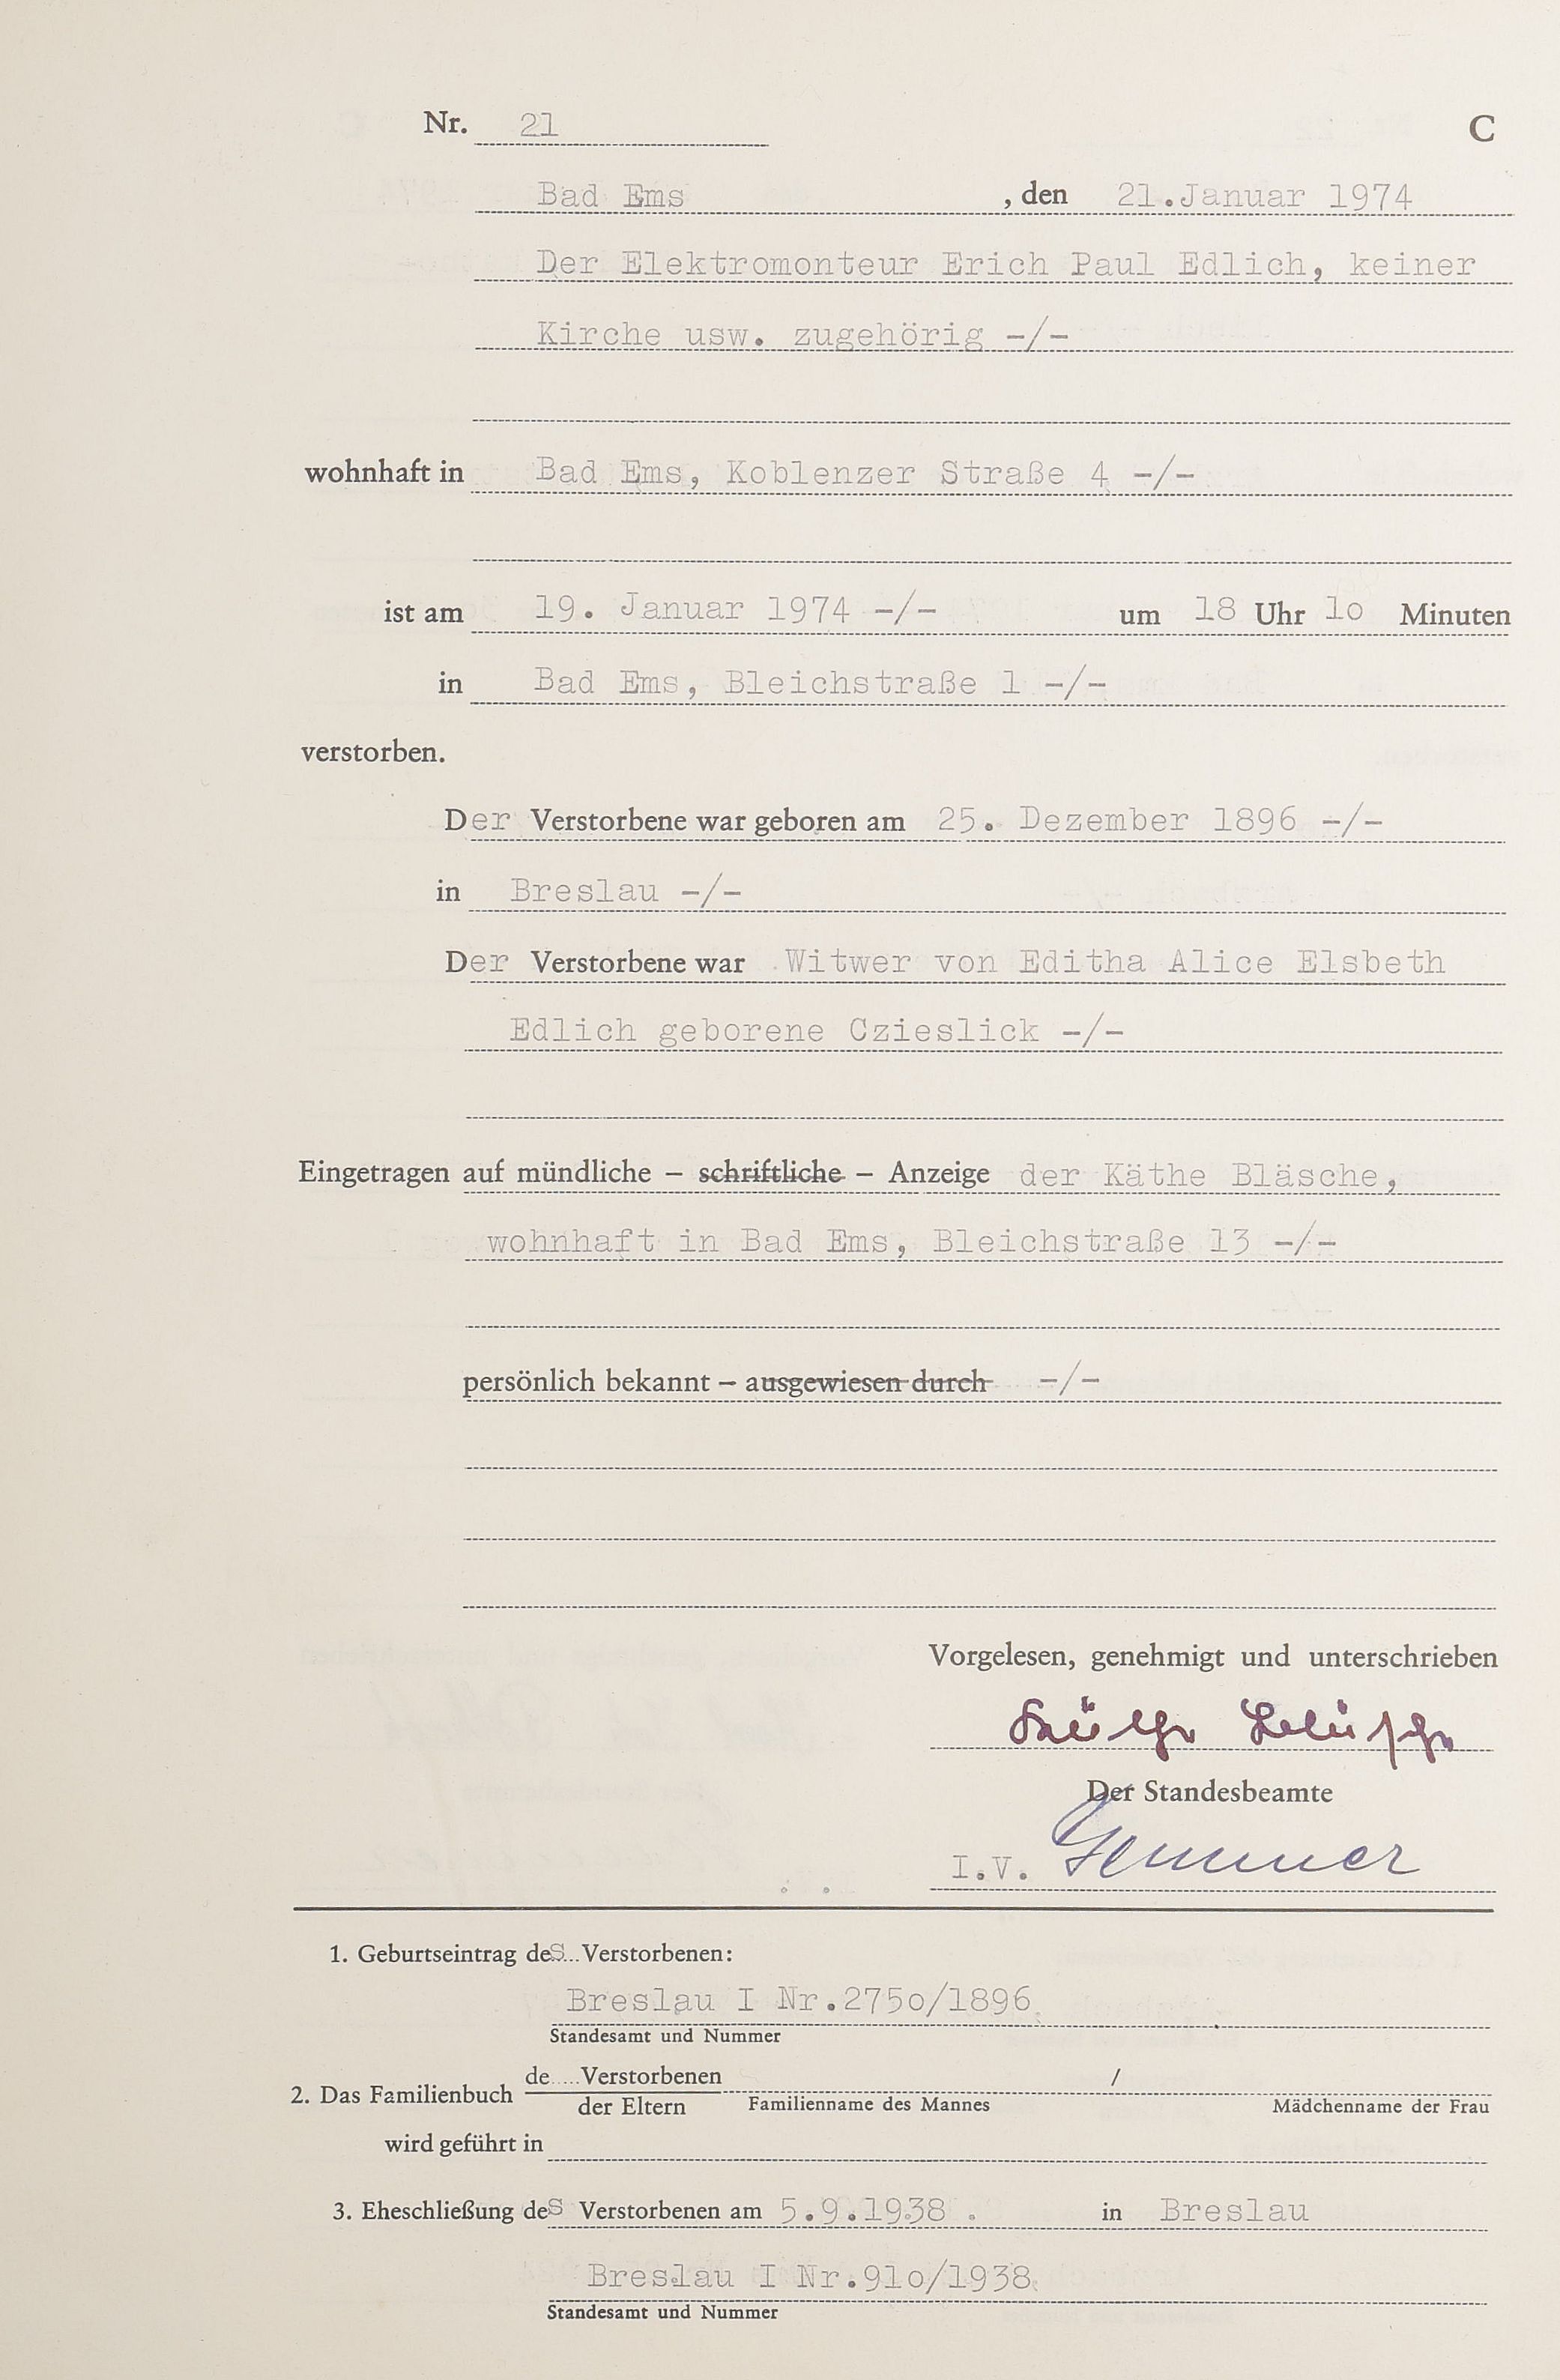 Nr. 21 C
Bad Ems , den 21.Januar 1974
Der Elektromonteur Erich Paul Edlich, keiner
Kirche usw. zugehörig -/-
wohnhaft in Bad Ems, Koblenzer Straße 4 -/-
ist am 19. Januar 1974 -/- um 18 Uhr 1o Minuten
in Bad Ems, Bleichstraße 1 -/-
verstorben.
Der Verstorbene war geboren am 25. Dezember 1896 -/-
in Breslau -/-
Der Verstorbene war Witwer von Editha Alice Elsbeth
Edlich geborene Czieslick -/-
Eingetragen auf mündliche – schriftliche – Anzeige der Käthe Bläsche,
wohnhaft in Bad Ems, Bleichstraße 13 -/-
persönlich bekannt – ausgewiesen durch -/-
Vorgelesen, genehmigt und unterschrieben
Käthe Bläsche
Der Standesbeamte
I.V. Gemmer
1. Geburtseintrag des Verstorbenen:
Breslau I Nr.275o/1896
Standesamt und Nummer
de.... Verstorbenen /
2. Das Familienbuch
der Eltern Familienname des Mannes Mädchenname der Frau
wird geführt in
3. Eheschließung des Verstorbenen am 5.9.1938 . in Breslau
Breslau I Nr.91o/1938
Standesamt und Nummer